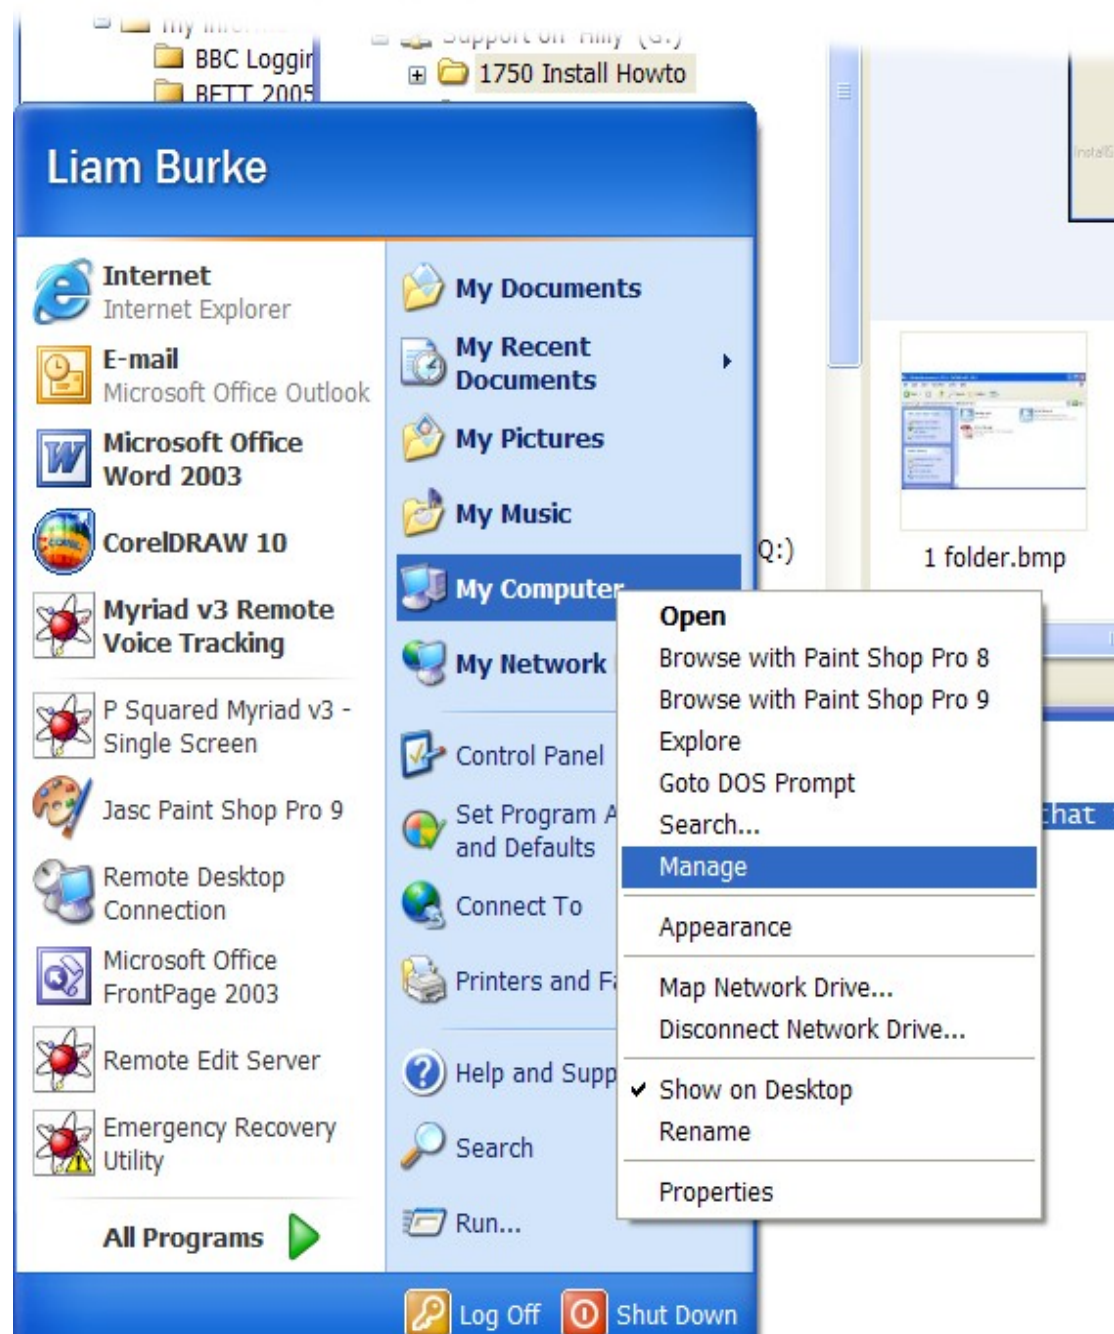 Support on 'Hilly' (G:)
BBC Loggin
1750 Install Howto
BETT 2005
Liam Burke
Internet
Internet Explorer
E-mail
Microsoft Office Outlook
Microsoft Office
Word 2003
CorelDRAW 10
Myriad v3 Remote
Voice Tracking
P Squared Myriad v3 -
Single Screen
Jasc Paint Shop Pro 9
Remote Desktop
Connection
Microsoft Office
FrontPage 2003
Remote Edit Server
Emergency Recovery
Utility
All Programs
My Documents
My Recent
Documents
My Pictures
My Music
My Computer
My Network
Control Panel
Set Program A
and Defaults
Connect To
Printers and Fa
Help and Supp
Search
Run...
Open
Browse with Paint Shop Pro 8
Browse with Paint Shop Pro 9
Explore
Goto DOS Prompt
Search...
Manage
Appearance
Map Network Drive...
Disconnect Network Drive...
Show on Desktop
Rename
Properties
Q:)
1 folder.bmp
that
Log Off
Shut Down